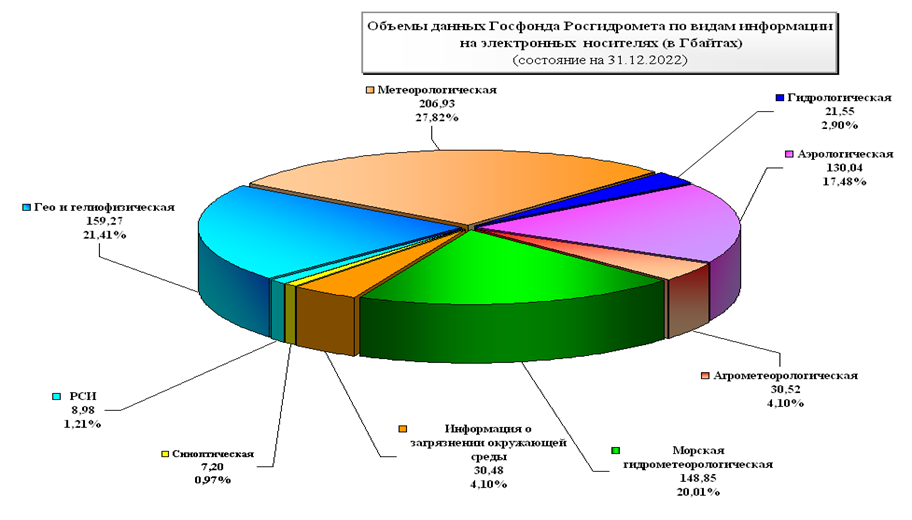 Объемы данных Госфонда Росгидромета по видам информации
на электронных носителях (в Гбайтах)
(состояние на 31.12.2022)
Метеорологическая
206,93
27,82%
Гидрологическая
21,55
2,90%
Аэрологическая
130,04
17,48%
Гео и гелиофизическая
159,27
21,41%
Агрометеорологическая
30,52
4,10%
РСИ
8,98
1,21%
Синоптическая
7,20
0,97%
Информация о
загрязнении окружающей
среды
30,48
4,10%
Морская
гидрометеорологическая
148,85
20,01%